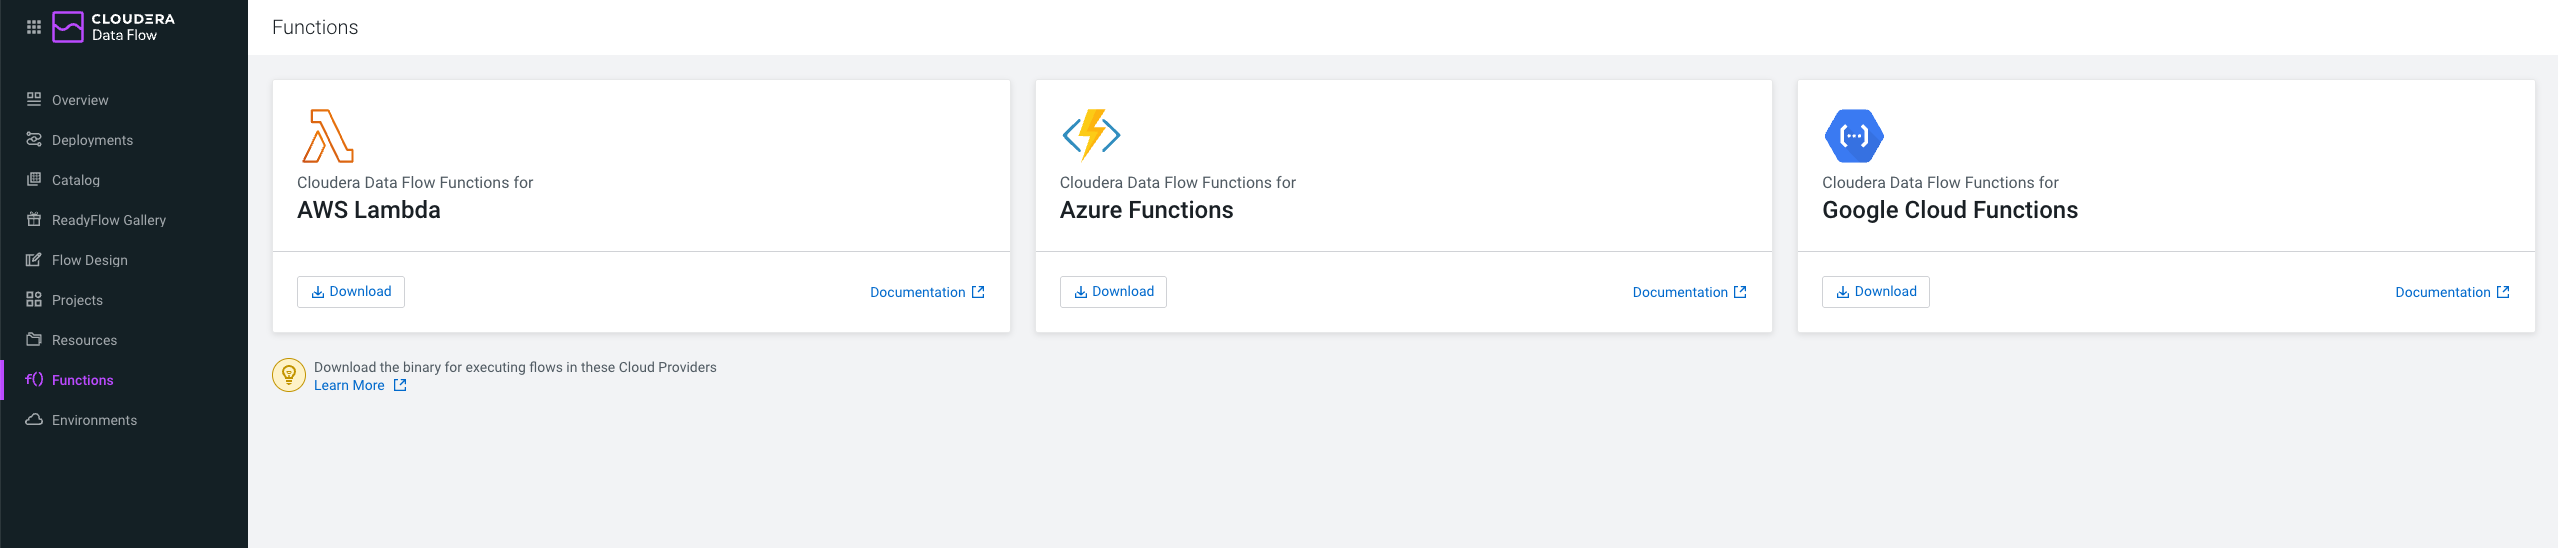 CLOUDERA
Data Flow
Overview
Deployments
Catalog
ReadyFlow Gallery
Flow Design
Projects
Resources
f() Functions
Environments
Functions
Cloudera Data Flow Functions for
AWS Lambda
Download
Documentation
Cloudera Data Flow Functions for
Azure Functions
Download
Documentation
Cloudera Data Flow Functions for
Google Cloud Functions
Download
Documentation
Download the binary for executing flows in these Cloud Providers
Learn More